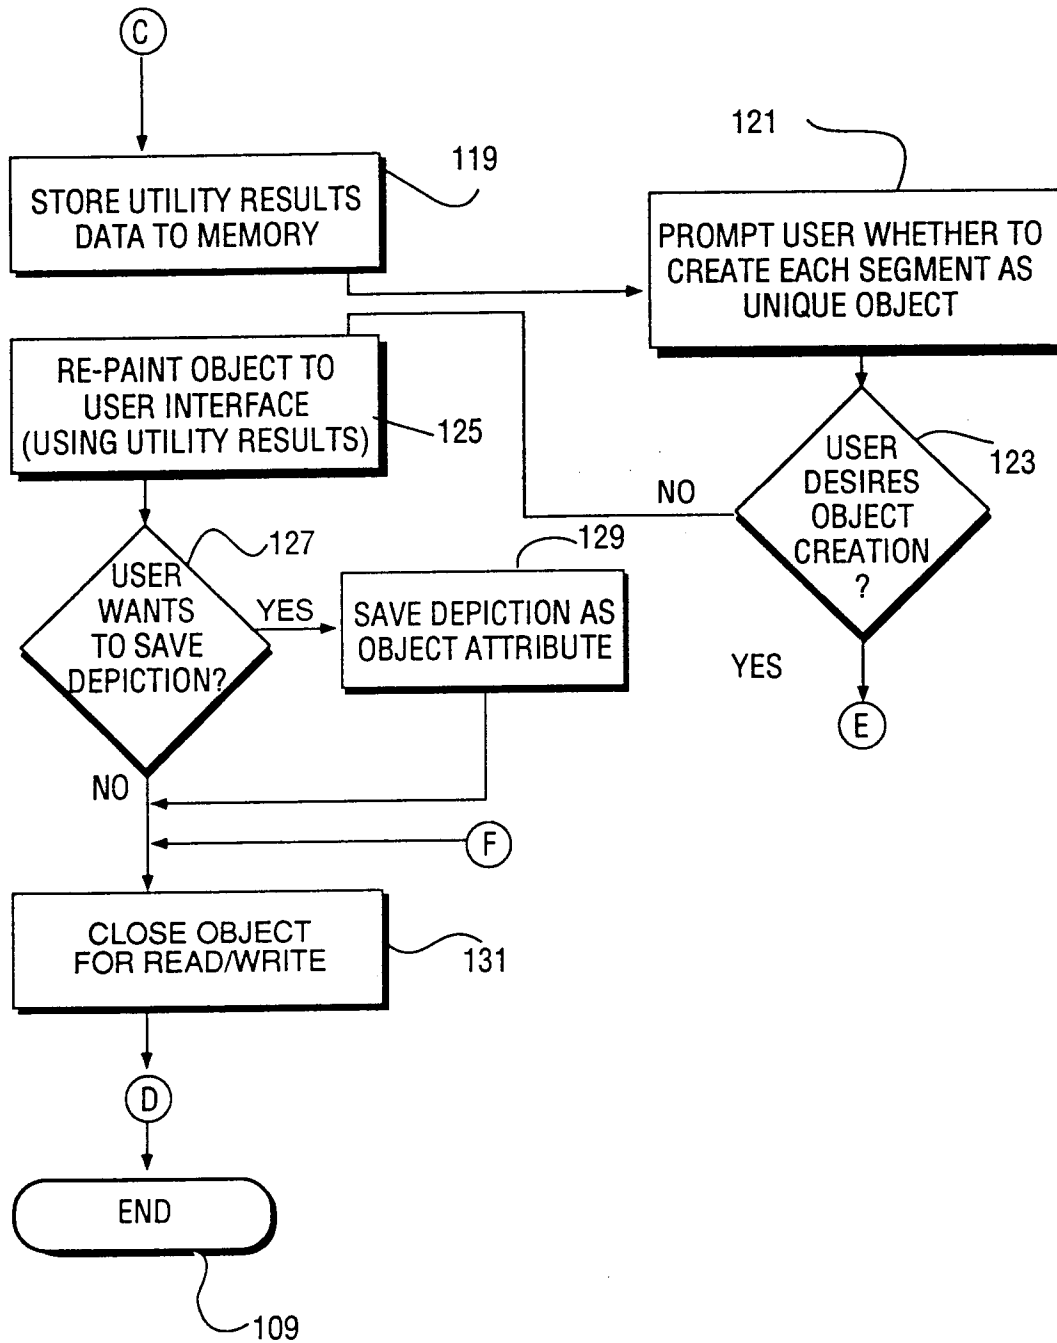 C
119
STORE UTILITY RESULTS
DATA TO MEMORY
121
PROMPT USER WHETHER TO
CREATE EACH SEGMENT AS
UNIQUE OBJECT
RE-PAINT OBJECT TO
USER INTERFACE
(USING UTILITY RESULTS)
125
123
USER
DESIRES
OBJECT
CREATION
?
NO
YES
E
127
USER
WANTS
TO SAVE
DEPICTION?
YES
129
SAVE DEPICTION AS
OBJECT ATTRIBUTE
NO
F
CLOSE OBJECT
FOR READ/WRITE
131
D
END
109